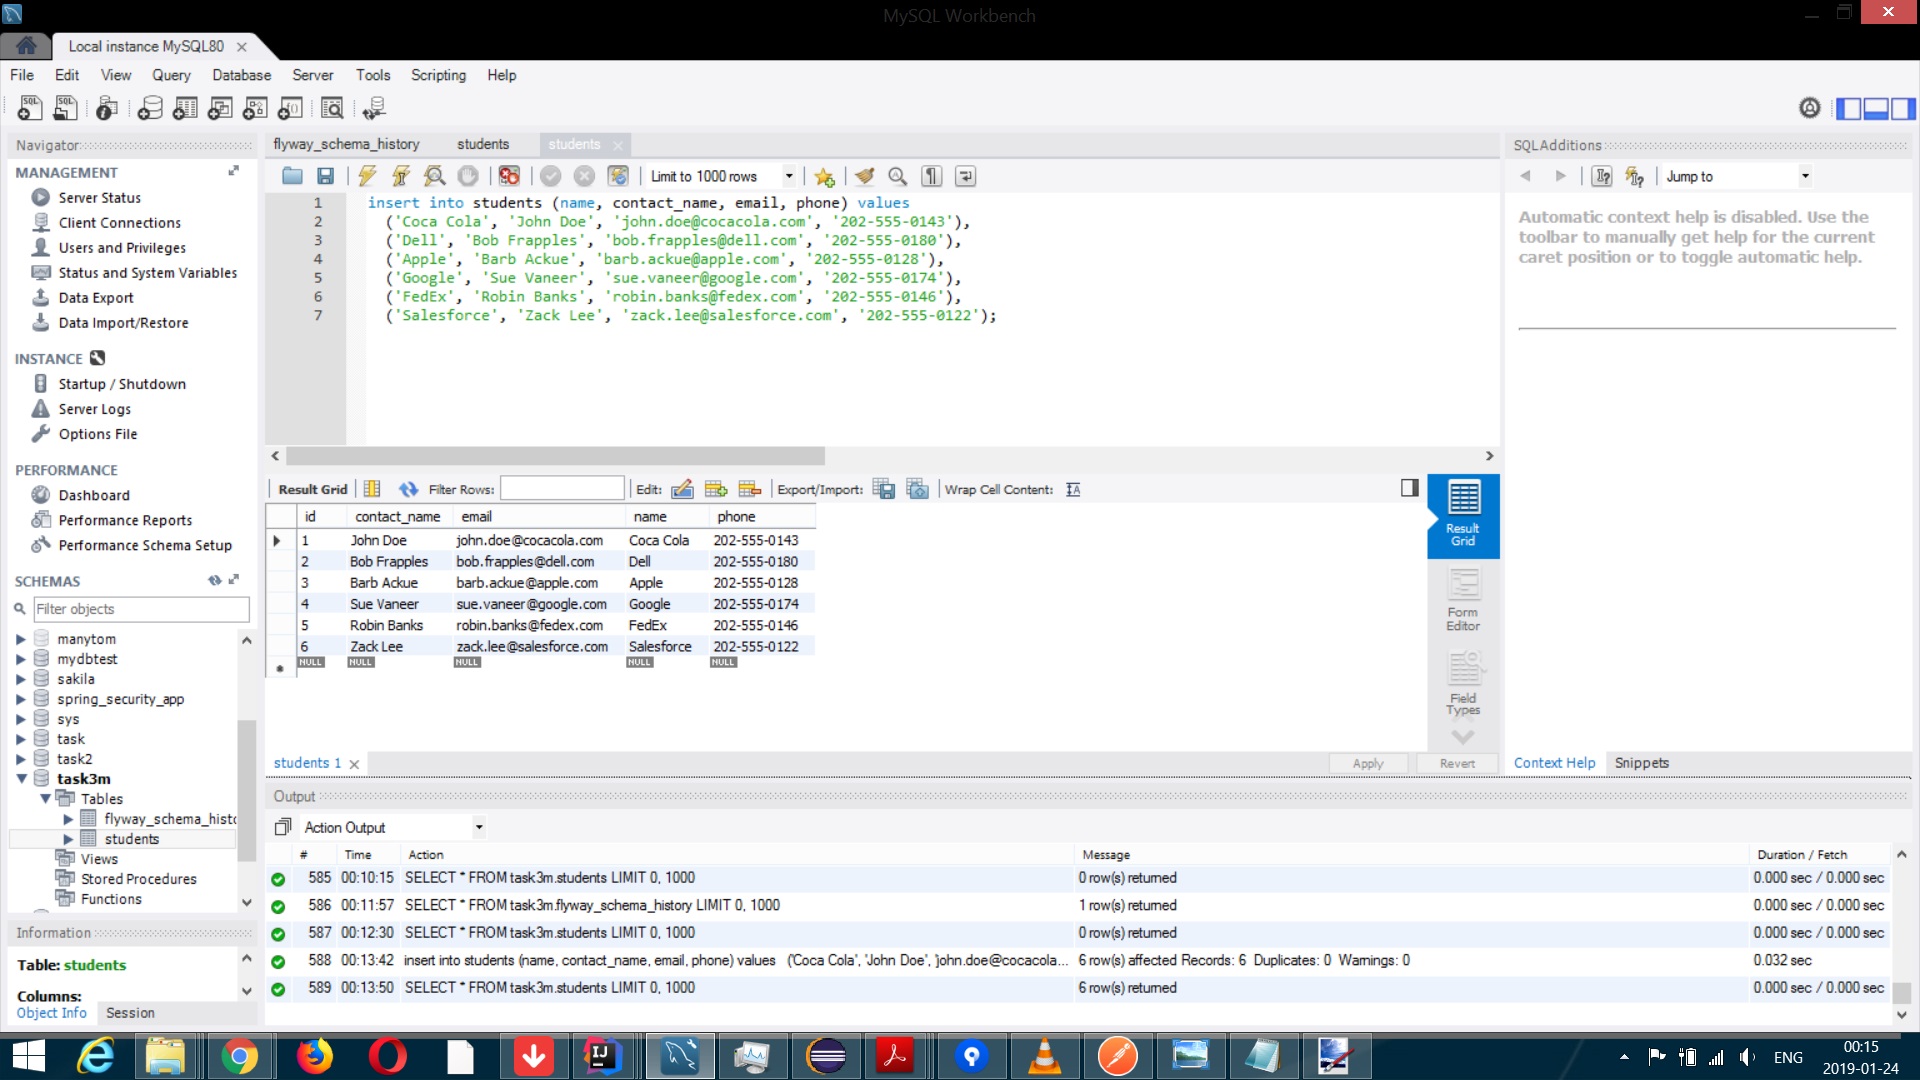 MySQL Workbench
Local instance MySQL80
File Edit View Query Database Server Tools Scripting Help
Navigator
MANAGEMENT
Server Status
Client Connections
Users and Privileges
Status and System Variables
Data Export
Data Import/Restore
INSTANCE
Startup / Shutdown
Server Logs
Options File
PERFORMANCE
Dashboard
Performance Reports
Performance Schema Setup
SCHEMAS
Filter objects
manytom
mydbtest
sakila
spring_security_app
sys
task
task2
task3m
Tables
flyway_schema_histo
students
Views
Stored Procedures
Functions
Information
Table: students
Columns:
Object Info Session
flyway_schema_history students students
Limit to 1000 rows
1 insert into students (name, contact_name, email, phone) values
2 ('Coca Cola', 'John Doe', 'john.doe@cocacola.com', '202-555-0143'),
3 ('Dell', 'Bob Frapples', 'bob.frapples@dell.com', '202-555-0180'),
4 ('Apple', 'Barb Ackue', 'barb.ackue@apple.com', '202-555-0128'),
5 ('Google', 'Sue Vaneer', 'sue.vaneer@google.com', '202-555-0174'),
6 ('FedEx', 'Robin Banks', 'robin.banks@fedex.com', '202-555-0146'),
7 ('Salesforce', 'Zack Lee', 'zack.lee@salesforce.com', '202-555-0122');
Result Grid Filter Rows: Edit: Export/Import: Wrap Cell Content:
id contact_name email name phone
1 John Doe john.doe@cocacola.com Coca Cola 202-555-0143
2 Bob Frapples bob.frapples@dell.com Dell 202-555-0180
3 Barb Ackue barb.ackue@apple.com Apple 202-555-0128
4 Sue Vaneer sue.vaneer@google.com Google 202-555-0174
5 Robin Banks robin.banks@fedex.com FedEx 202-555-0146
6 Zack Lee zack.lee@salesforce.com Salesforce 202-555-0122
NULL NULL NULL NULL NULL
Result
Grid
Form
Editor
Field
Types
students 1
Apply Revert
SQLAdditions
Jump to
Automatic context help is disabled. Use the
toolbar to manually get help for the current
caret position or to toggle automatic help.
Context Help Snippets
Output
Action Output
# Time Action Message Duration / Fetch
585 00:10:15 SELECT * FROM task3m.students LIMIT 0, 1000 0 row(s) returned 0.000 sec / 0.000 sec
586 00:11:57 SELECT * FROM task3m.flyway_schema_history LIMIT 0, 1000 1 row(s) returned 0.000 sec / 0.000 sec
587 00:12:30 SELECT * FROM task3m.students LIMIT 0, 1000 0 row(s) returned 0.000 sec / 0.000 sec
588 00:13:42 insert into students (name, contact_name, email, phone) values ('Coca Cola', 'John Doe', 'john.doe@cocacola... 6 row(s) affected Records: 6 Duplicates: 0 Warnings: 0 0.032 sec
589 00:13:50 SELECT * FROM task3m.students LIMIT 0, 1000 6 row(s) returned 0.000 sec / 0.000 sec
ENG
00:15
2019-01-24